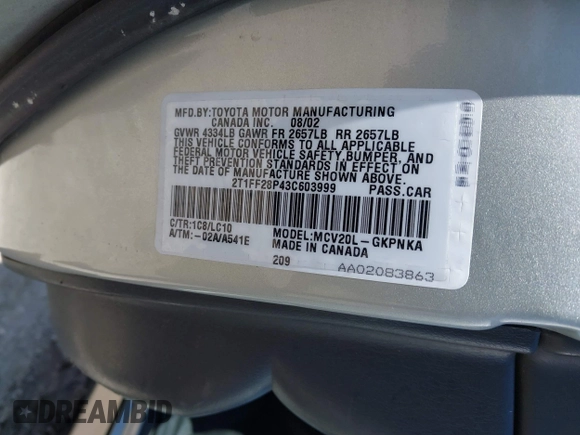 MFD.BY:TOYOTA MOTOR MANUFACTURING
CANADA INC. 08/02
GVWR 4334LB GAWR FR 2657LB RR 2657LB
THIS VEHICLE CONFORMS TO ALL APPLICABLE
FEDERAL MOTOR VEHICLE SAFETY,BUMPER, AND
THEFT PREVENTION STANDARDS IN EFFECT ON
THE DATE OF MANUFACTURE SHOWN ABOVE.
2T1FF28P43C603999 PASS.CAR
C/TR:1C8/LC10 MODEL:MCV20L-GKPNKA
A/TM:-02A/A541E MADE IN CANADA
209
AA02083863
DREAMBID